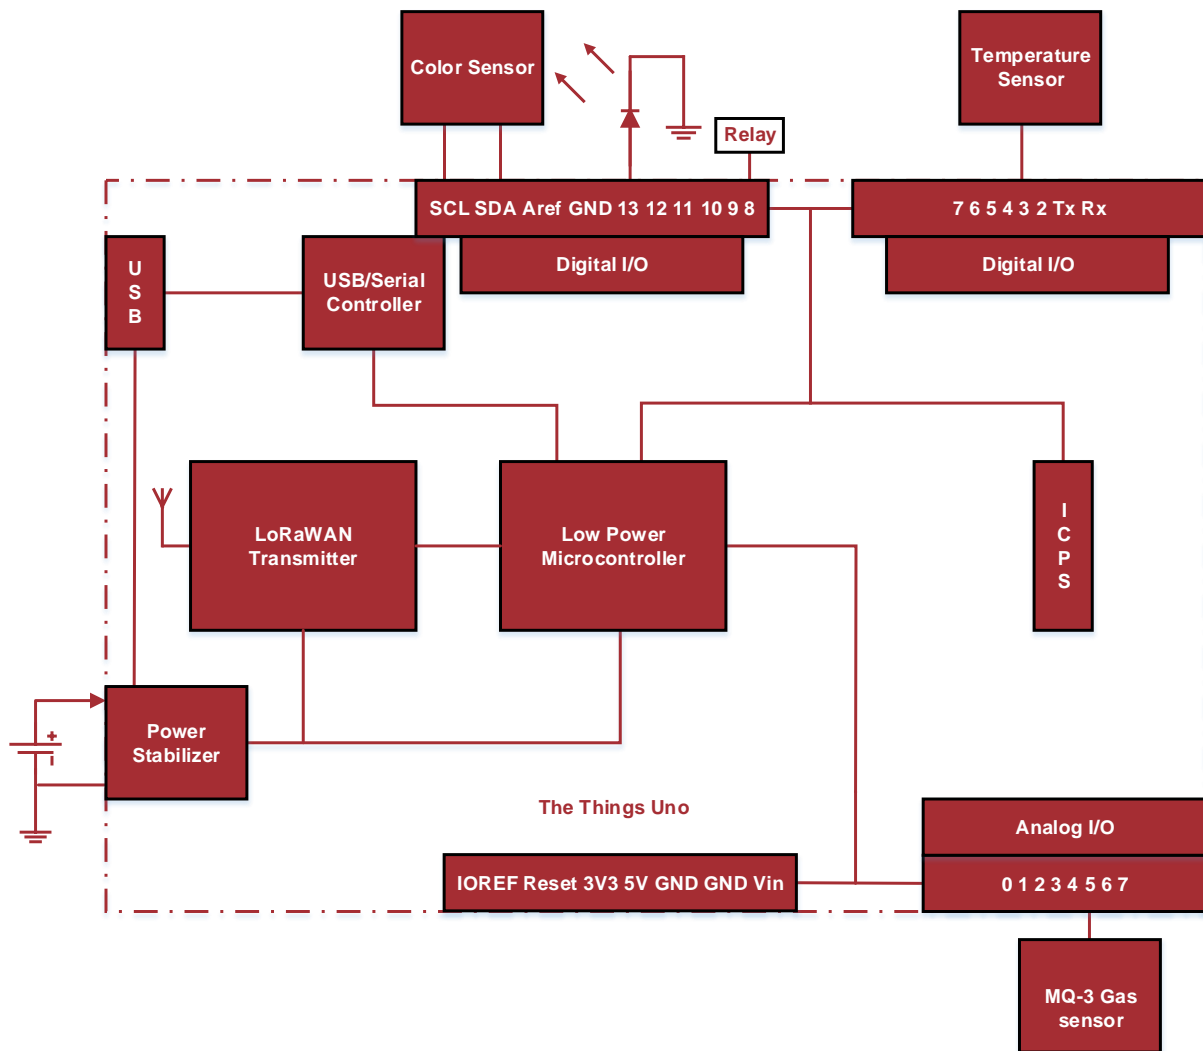 Color Sensor
Temperature
Sensor
Relay
SCL SDA Aref GND 13 12 11 10 9 8
7 6 5 4 3 2 Tx Rx
Digital I/O
Digital I/O
U
S
B
USB/Serial
Controller
LoRaWAN
Transmitter
Low Power
Microcontroller
I
C
P
S
Power
Stabilizer
+
The Things Uno
Analog I/O
IOREF Reset 3V3 5V GND GND Vin
0 1 2 3 4 5 6 7
MQ-3 Gas
sensor